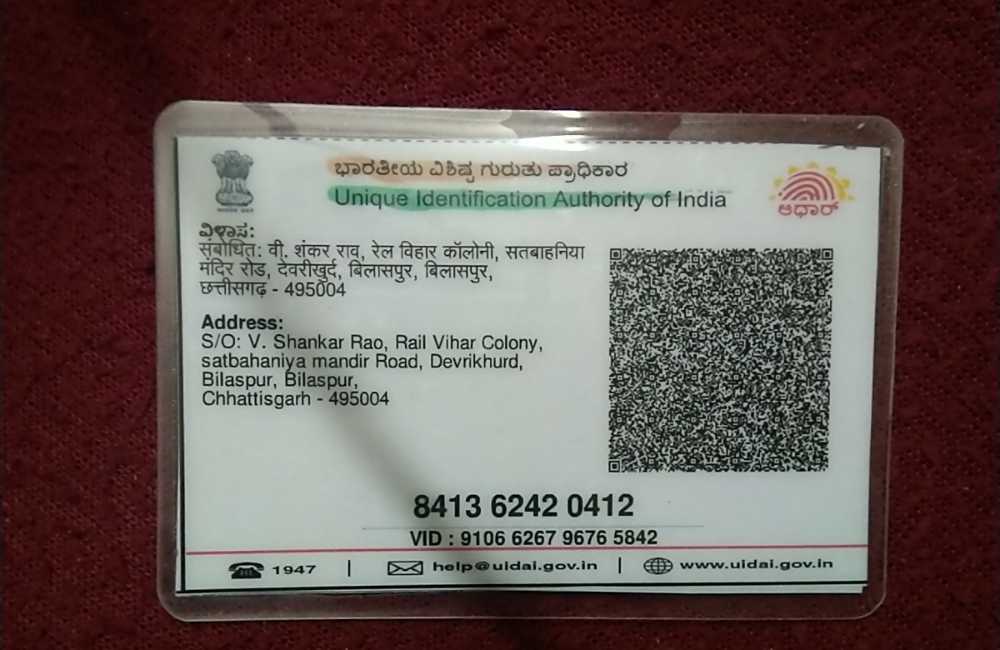 ಭಾರತೀಯ ವಿಶಿಷ್ಟ ಗುರುತು ಪ್ರಾಧಿಕಾರ
Unique Identification Authority of India
ಆಧಾರ್
ವಿಳಾಸ:
संबोधित: वी. शंकर राव, रेल विहार कॉलोनी, सतबाहनिया
मंदिर रोड, देवरीखुर्द, बिलासपुर, बिलासपुर,
छत्तीसगढ़ - 495004
Address:
S/O: V. Shankar Rao, Rail Vihar Colony,
satbahaniya mandir Road, Devrikhurd,
Bilaspur, Bilaspur,
Chhattisgarh - 495004
8413 6242 0412
VID : 9106 6267 9676 5842
1947 | help@uidai.gov.in | www.uidai.gov.in